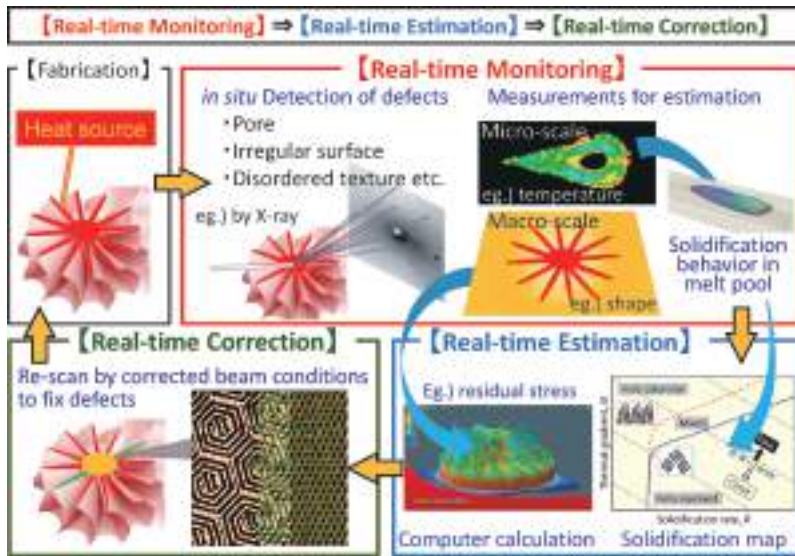 【Real-time Monitoring】 ⇒ 【Real-time Estimation】 ⇒ 【Real-time Correction】
【Fabrication】
Heat source
【Real-time Monitoring】
in situ Detection of defects
・Pore
・Irregular surface
・Disordered texture etc.
eg.) by X-ray
Measurements for estimation
Micro-scale
eg.) temperature
Macro-scale
eg.) shape
Solidification
behavior in
melt pool
【Real-time Correction】
Re-scan by corrected beam conditions
to fix defects
【Real-time Estimation】
Eg.) residual stress
Computer calculation
Thermal gradient, G
Mixed
Solidification rate, R
Solidification map